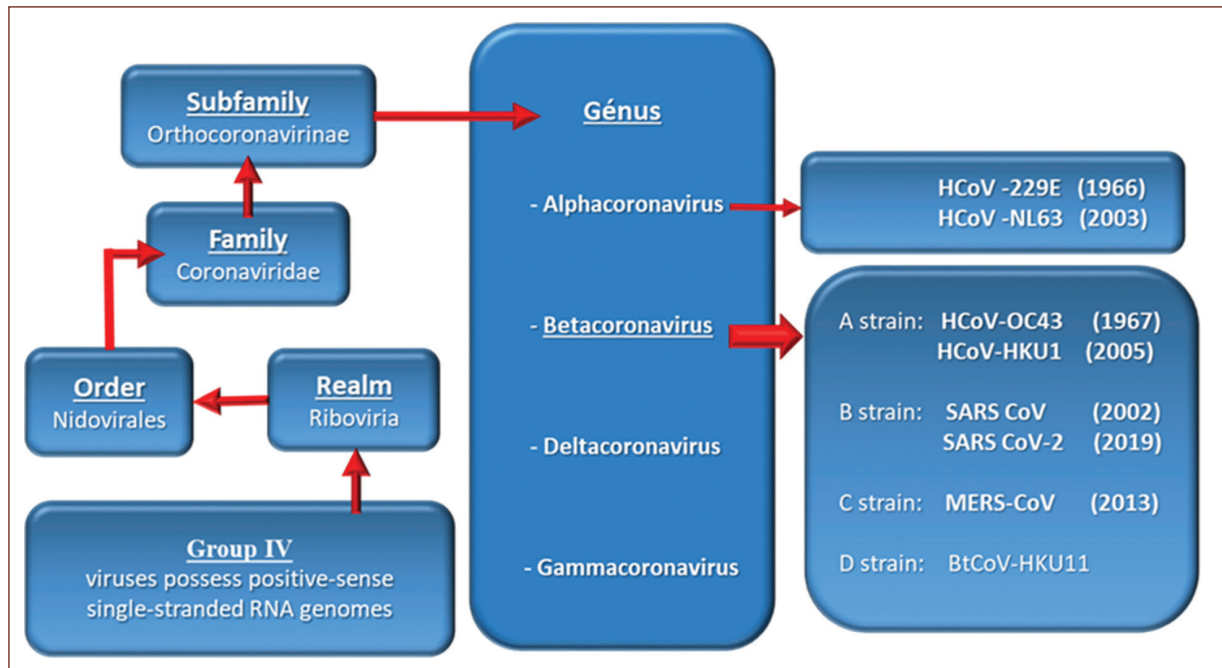 Subfamily
Orthocoronavirinae
Family
Coronaviridae
Order
Nidovirales
Realm
Riboviria
Group IV
viruses possess positive-sense
single-stranded RNA genomes
Génus
- Alphacoronavirus
- Betacoronavirus
- Deltacoronavirus
- Gammacoronavirus
HCoV -229E (1966)
HCoV -NL63 (2003)
A strain: HCoV-OC43 (1967)
HCoV-HKU1 (2005)
B strain: SARS CoV (2002)
SARS CoV-2 (2019)
C strain: MERS-CoV (2013)
D strain: BtCoV-HKU11